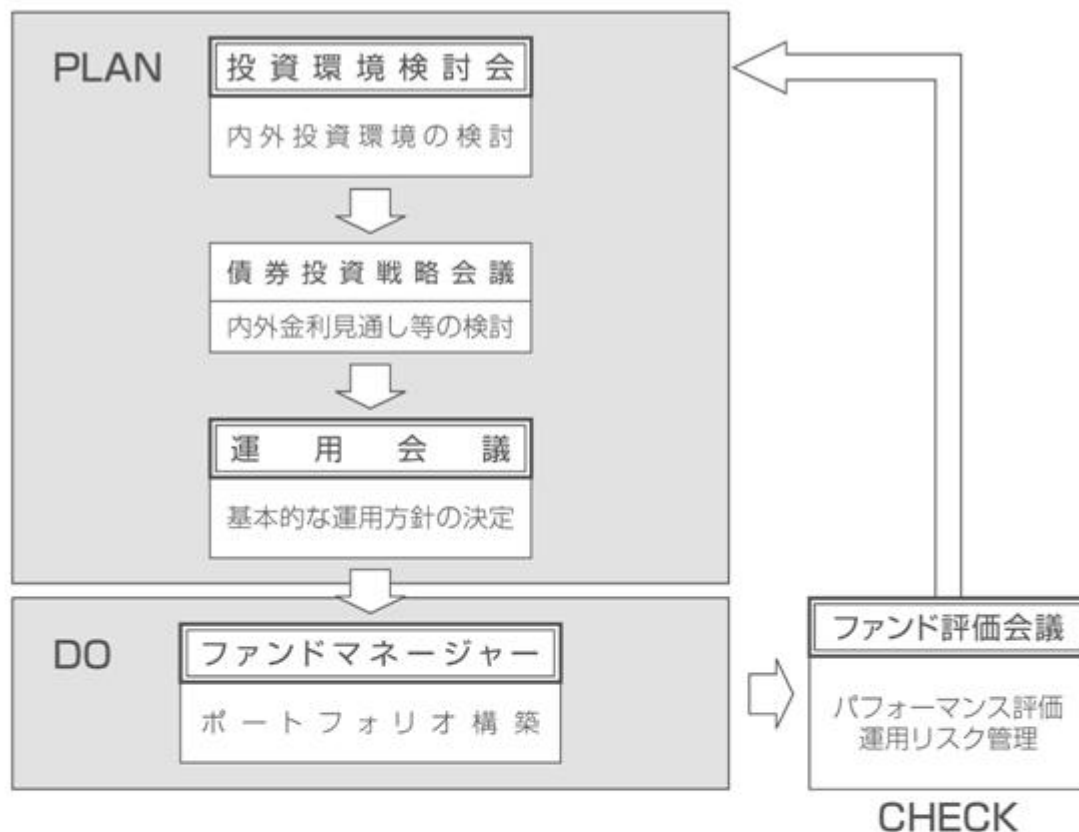 PLAN
投資環境検討会
内外投資環境の検討
債券投資戦略会議
内外金利見通し等の検討
運用会議
基本的な運用方針の決定
DO
ファンドマネージャー
ポートフォリオ構築
ファンド評価会議
パフォーマンス評価
運用リスク管理
CHECK